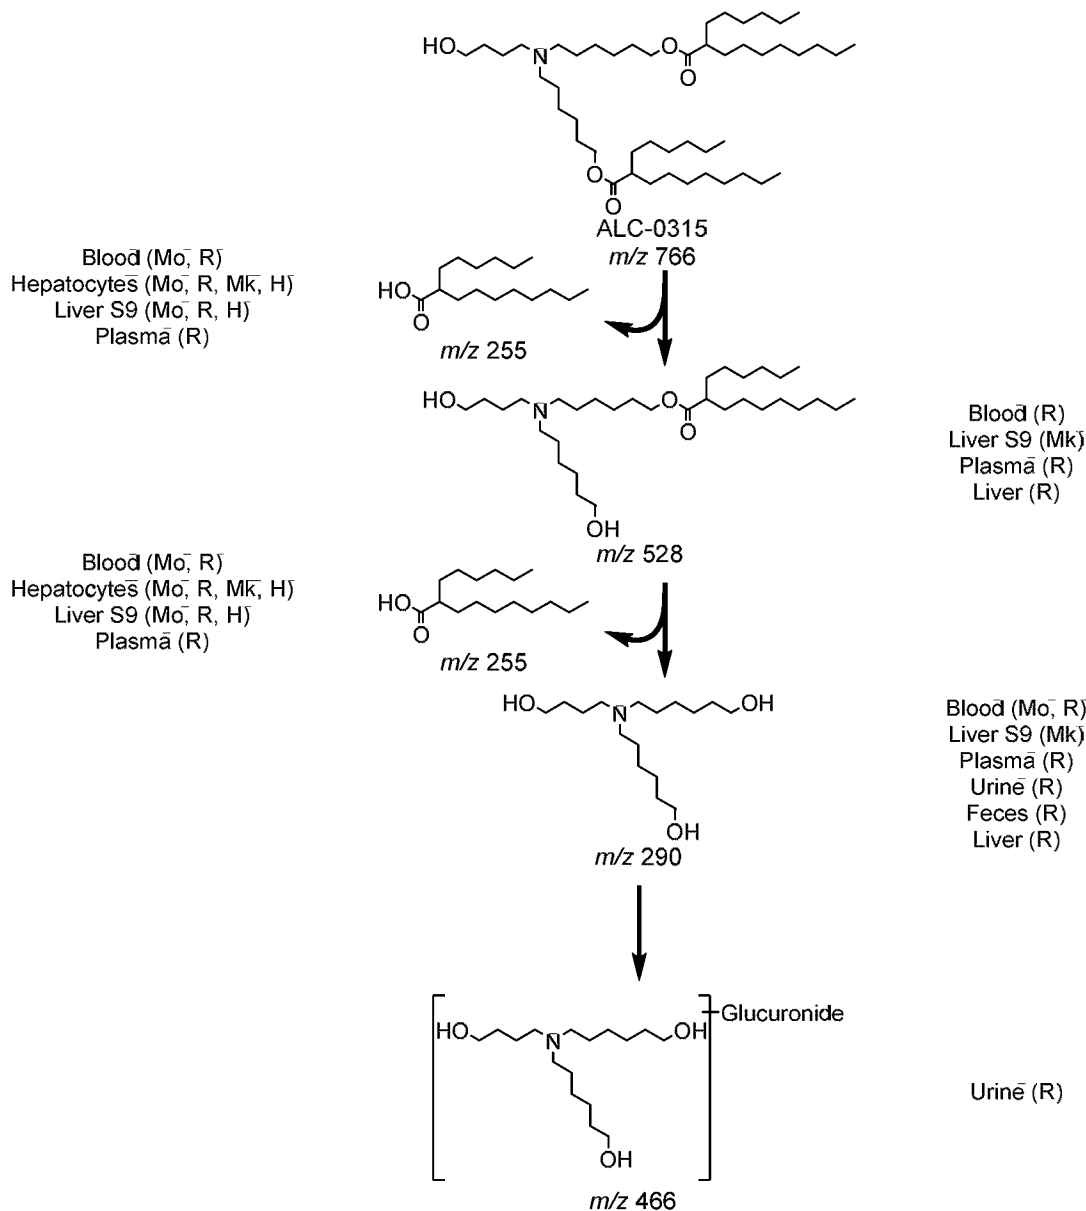 HO
N
O
O
O
O
ALC-0315
m/z 766
Blood (Mo, R)
Hepatocytes (Mo, R, Mk, H)
Liver S9 (Mo, R, H)
Plasma (R)
HO
O
m/z 255
HO
N
O
O
OH
m/z 528
Blood (R)
Liver S9 (Mk)
Plasma (R)
Liver (R)
Blood (Mo, R)
Hepatocytes (Mo, R, Mk, H)
Liver S9 (Mo, R, H)
Plasma (R)
HO
O
m/z 255
HO
N
OH
OH
m/z 290
Blood (Mo, R)
Liver S9 (Mk)
Plasma (R)
Urine (R)
Feces (R)
Liver (R)
Glucuronide
HO
N
OH
OH
m/z 466
Urine (R)